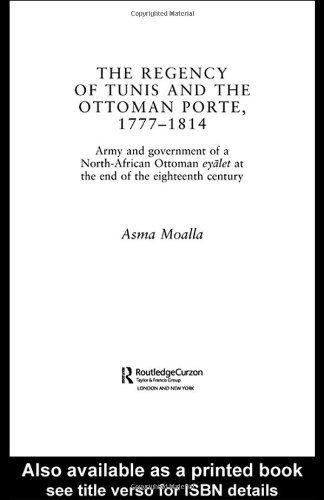 THE REGENCY
OF TUNIS AND THE
OTTOMAN PORTE,
1777–1814
Army and government of a
North-African Ottoman eyālet at
the end of the eighteenth century
Asma Moalla
RoutledgeCurzon
Taylor & Francis Group
LONDON AND NEW YORK
Also available as a printed book
see title verso for ISBN details
Copyrighted Material
Copyrighted Material